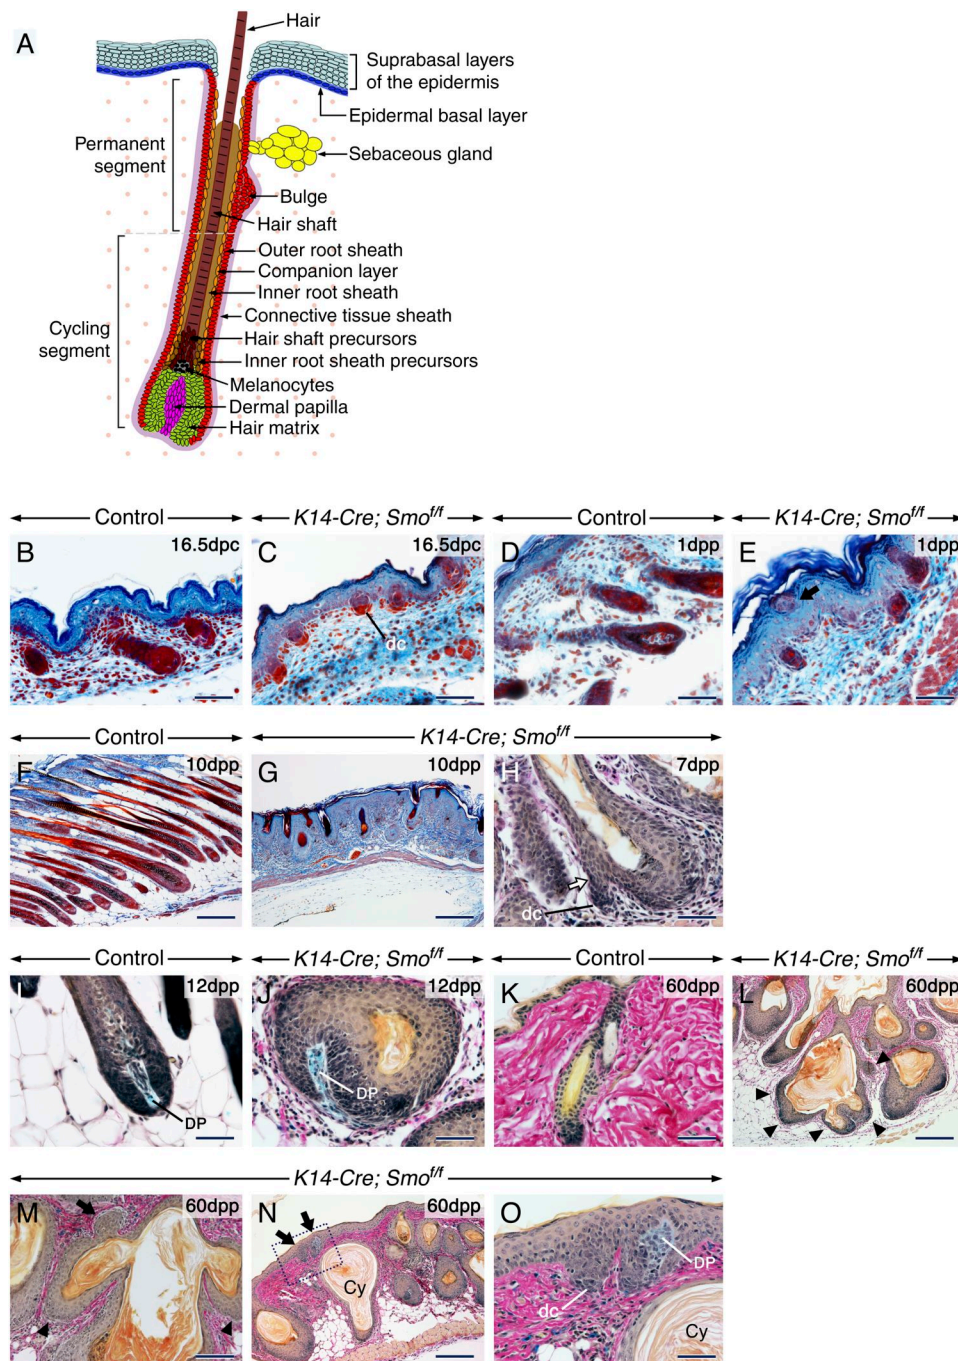 A
Hair
Suprabasal layers
of the epidermis
Epidermal basal layer
Permanent
segment
Sebaceous gland
Bulge
Hair shaft
Outer root sheath
Companion layer
Inner root sheath
Cycling
segment
Connective tissue sheath
Hair shaft precursors
Inner root sheath precursors
Melanocytes
Dermal papilla
Hair matrix
Control K14-Cre; Smof/f Control K14-Cre; Smof/f
B 16.5dpc C 16.5dpc D 1dpp E 1dpp
dc
Control K14-Cre; Smof/f
F 10dpp G 10dpp H 7dpp
dc
Control K14-Cre; Smof/f Control K14-Cre; Smof/f
I 12dpp J 12dpp K 60dpp L 60dpp
DP DP
K14-Cre; Smof/f
M 60dpp N 60dpp O
DP
Cy dc
Cy